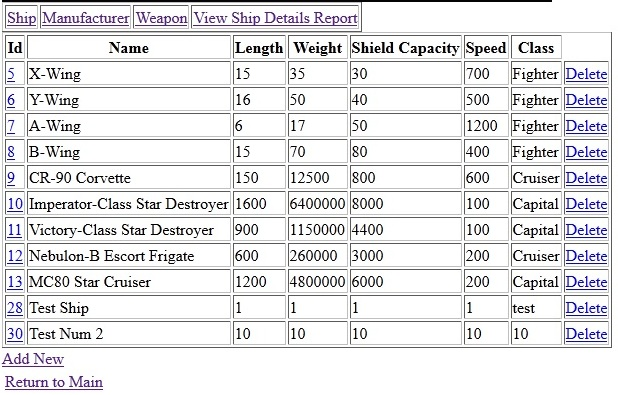 Ship Manufacturer Weapon View Ship Details Report
Id Name Length Weight Shield Capacity Speed Class
5 X-Wing 15 35 30 700 Fighter Delete
6 Y-Wing 16 50 40 500 Fighter Delete
7 A-Wing 6 17 50 1200 Fighter Delete
8 B-Wing 15 70 80 400 Fighter Delete
9 CR-90 Corvette 150 12500 800 600 Cruiser Delete
10 Imperator-Class Star Destroyer 1600 6400000 8000 100 Capital Delete
11 Victory-Class Star Destroyer 900 1150000 4400 100 Capital Delete
12 Nebulon-B Escort Frigate 600 260000 3000 200 Cruiser Delete
13 MC80 Star Cruiser 1200 4800000 6000 200 Capital Delete
28 Test Ship 1 1 1 1 test Delete
30 Test Num 2 10 10 10 10 10 Delete
Add New
Return to Main